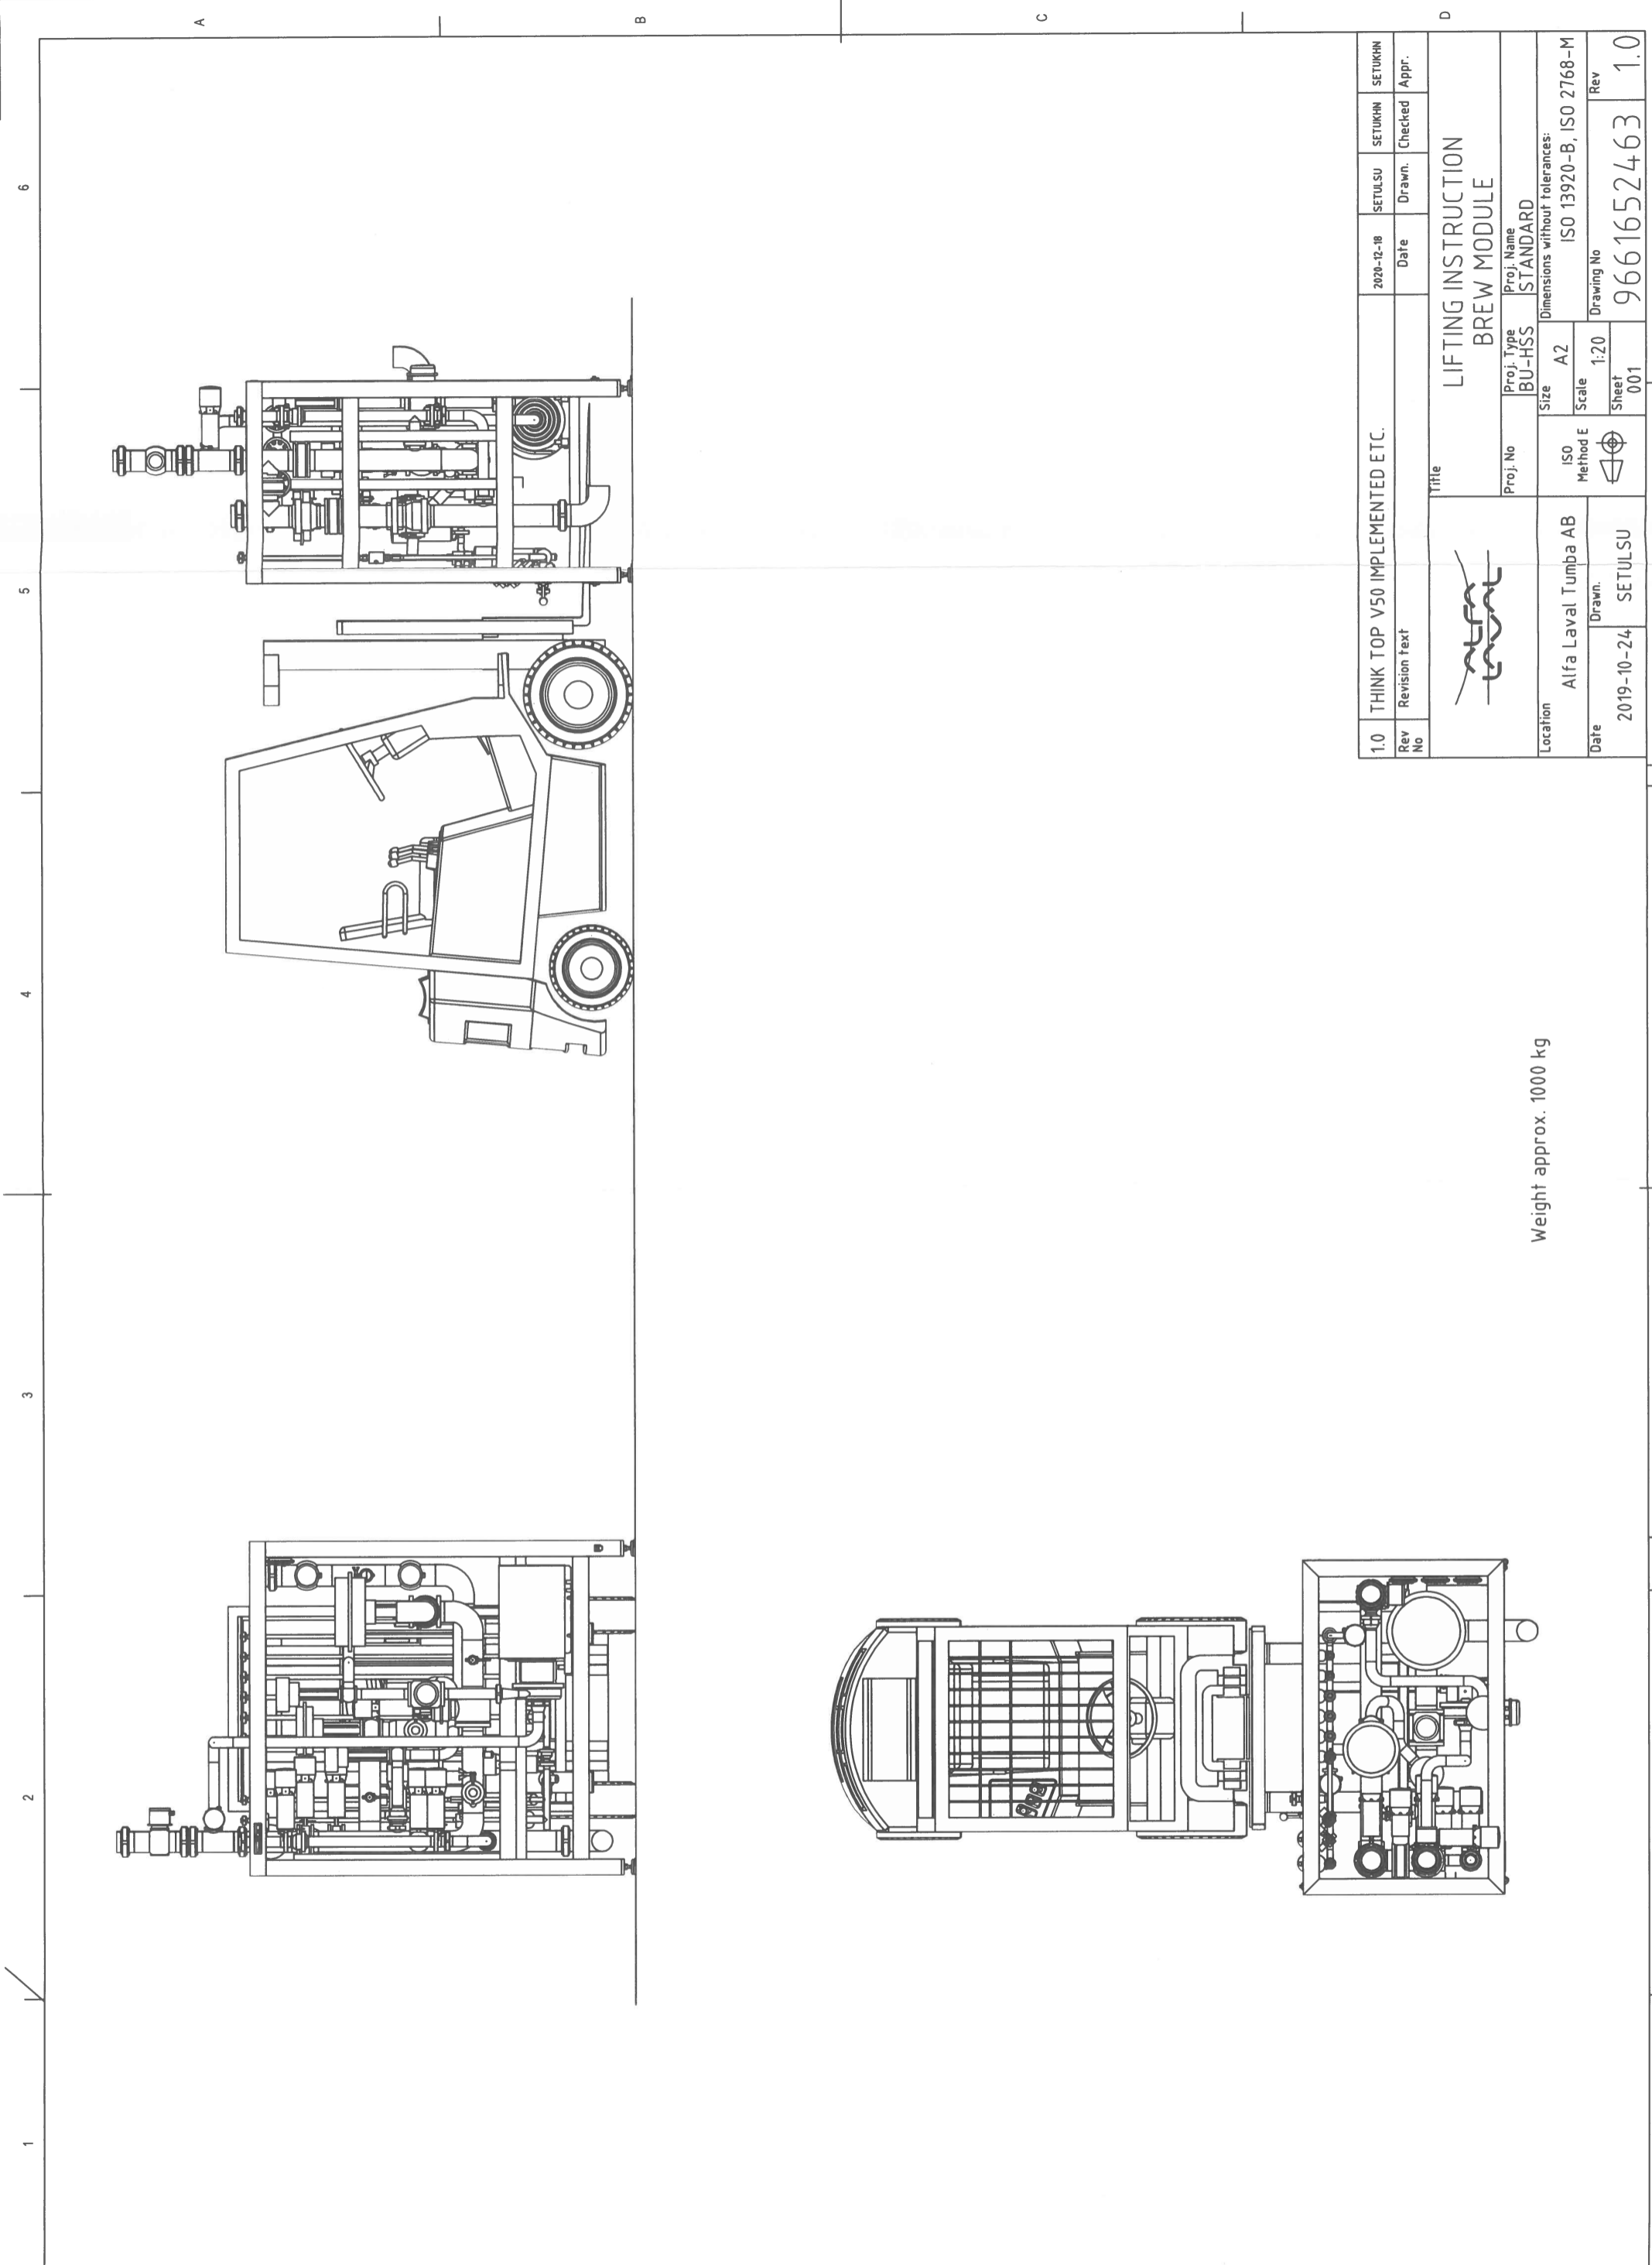 1
2
3
4
5
6
A
B
C
D
Weight approx. 1000 kg
1.0 THINK TOP V50 IMPLEMENTED ETC. 2020-12-18 SETULSU SETUKHN SETUKHN
Rev No Revision text Date Drawn. Checked Appr.
ALFA
LAVAL
Title
LIFTING INSTRUCTION
BREW MODULE
Proj. No
Proj. Type
BU-HSS
Proj. Name
STANDARD
Location
Alfa Laval Tumba AB
Date
2019-10-24
Drawn.
SETULSU
ISO
Method E
Size
A2
Scale
1:20
Sheet
001
Dimensions without tolerances:
ISO 13920-B, ISO 2768-M
Drawing No
9661652463
Rev
1.0